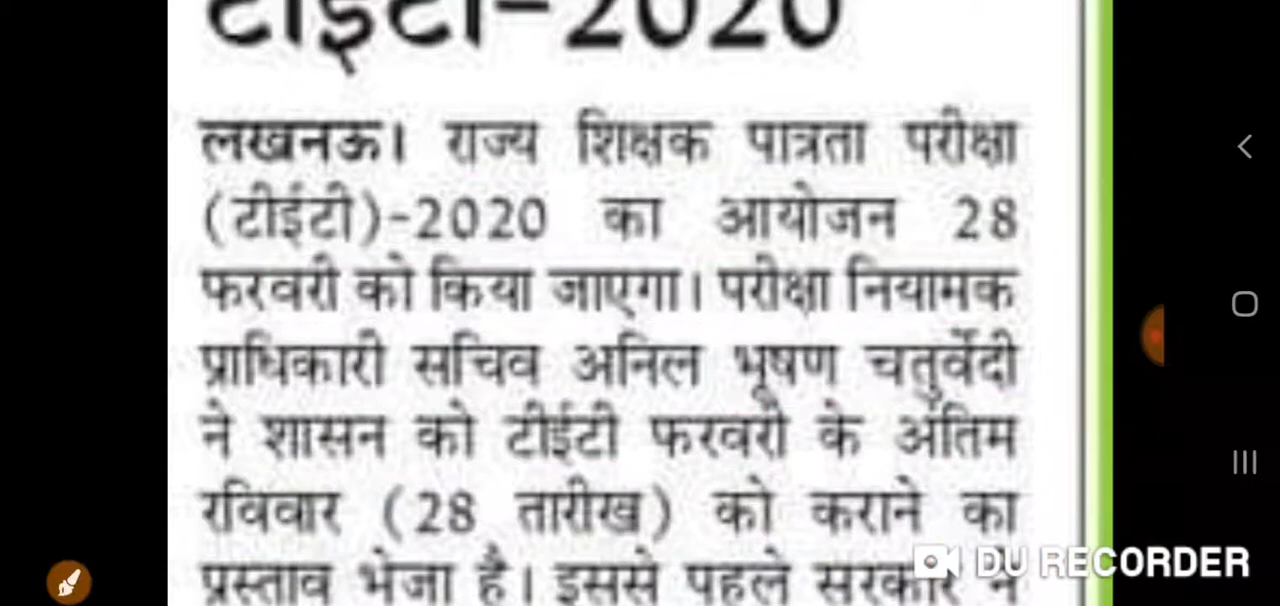 टीईटी-2020
लखनऊ। राज्य शिक्षक पात्रता परीक्षा
(टीईटी)-2020 का आयोजन 28
फरवरी को किया जाएगा। परीक्षा नियामक
प्राधिकारी सचिव अनिल भूषण चतुर्वेदी
ने शासन को टीईटी फरवरी के अंतिम
रविवार (28 तारीख) को कराने का
प्रस्ताव भेजा है। इससे पहले सरकार ने
DU RECORDER